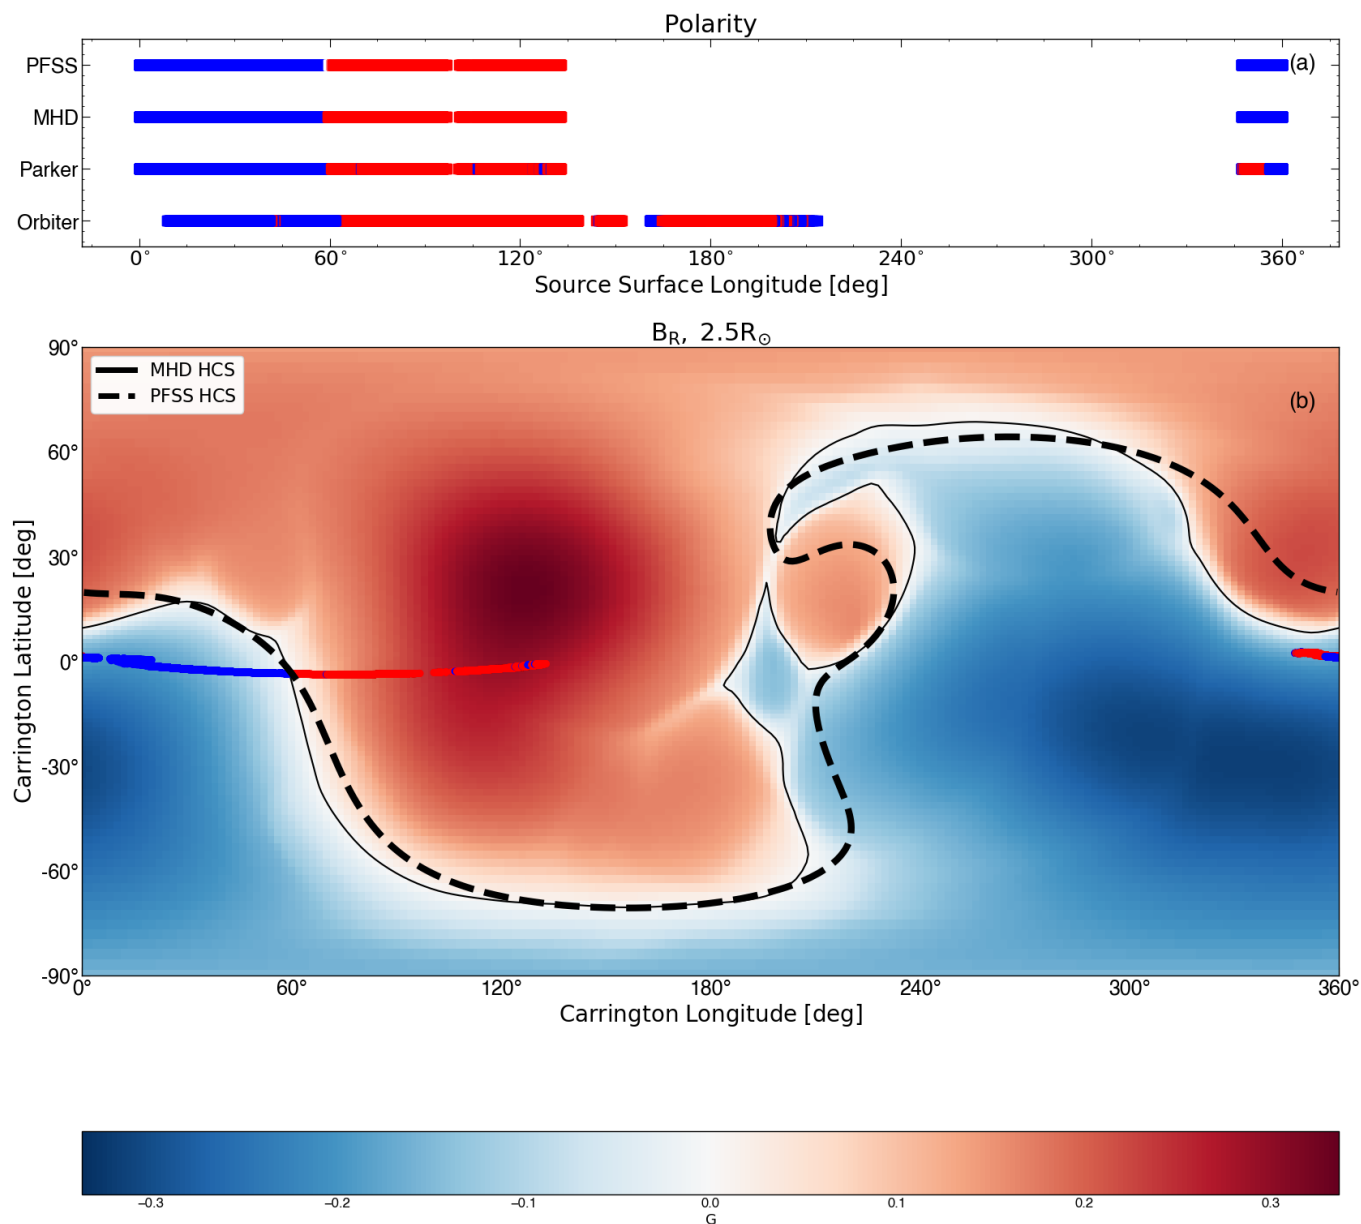 Polarity
(a)
PFSS
MHD
Parker
Orbiter
0° 60° 120° 180° 240° 300° 360°
Source Surface Longitude [deg]
B_R, 2.5R_⊙
MHD HCS
PFSS HCS
(b)
90°
60°
30°
0°
-30°
-60°
-90°
Carrington Latitude [deg]
0° 60° 120° 180° 240° 300° 360°
Carrington Longitude [deg]
−0.3 −0.2 −0.1 0.0 0.1 0.2 0.3
G